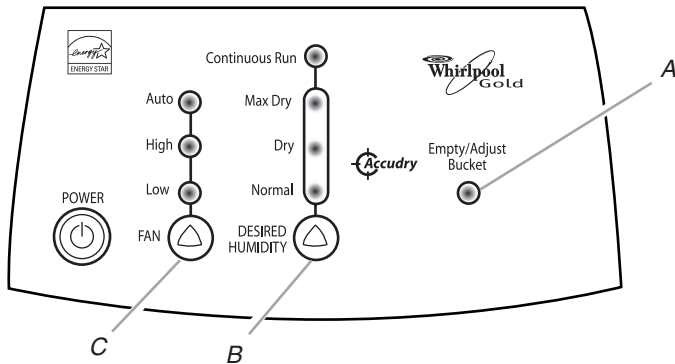 energy
ENERGY STAR
Continuous Run
Whirlpool
Gold
A
Auto
Max Dry
High
Dry
Accudry
Empty/Adjust
Bucket
Low
Normal
POWER
FAN
DESIRED
HUMIDITY
C
B